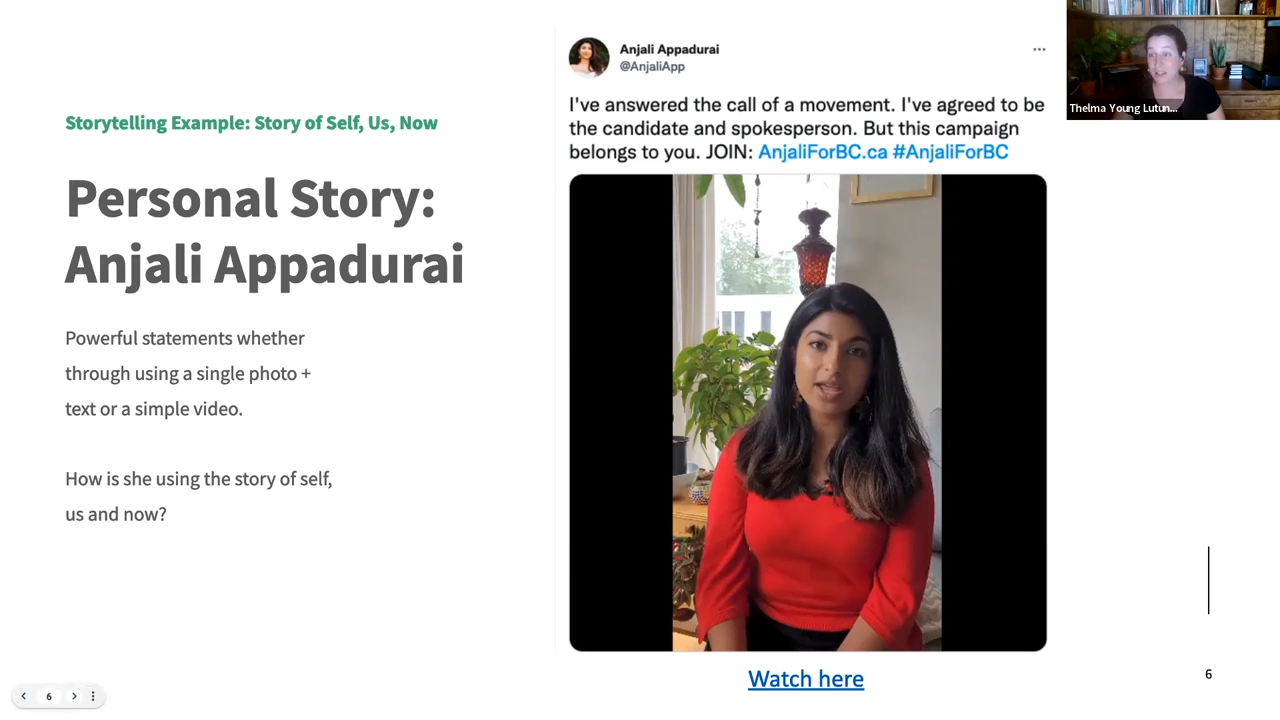 Storytelling Example: Story of Self, Us, Now
Personal Story:
Anjali Appadurai
Powerful statements whether
through using a single photo +
text or a simple video.
How is she using the story of self,
us and now?
Anjali Appadurai
@AnjaliApp
I've answered the call of a movement. I've agreed to be
the candidate and spokesperson. But this campaign
belongs to you. JOIN: AnjaliForBC.ca #AnjaliForBC
Watch here
Thelma Young Lutun...
6
6